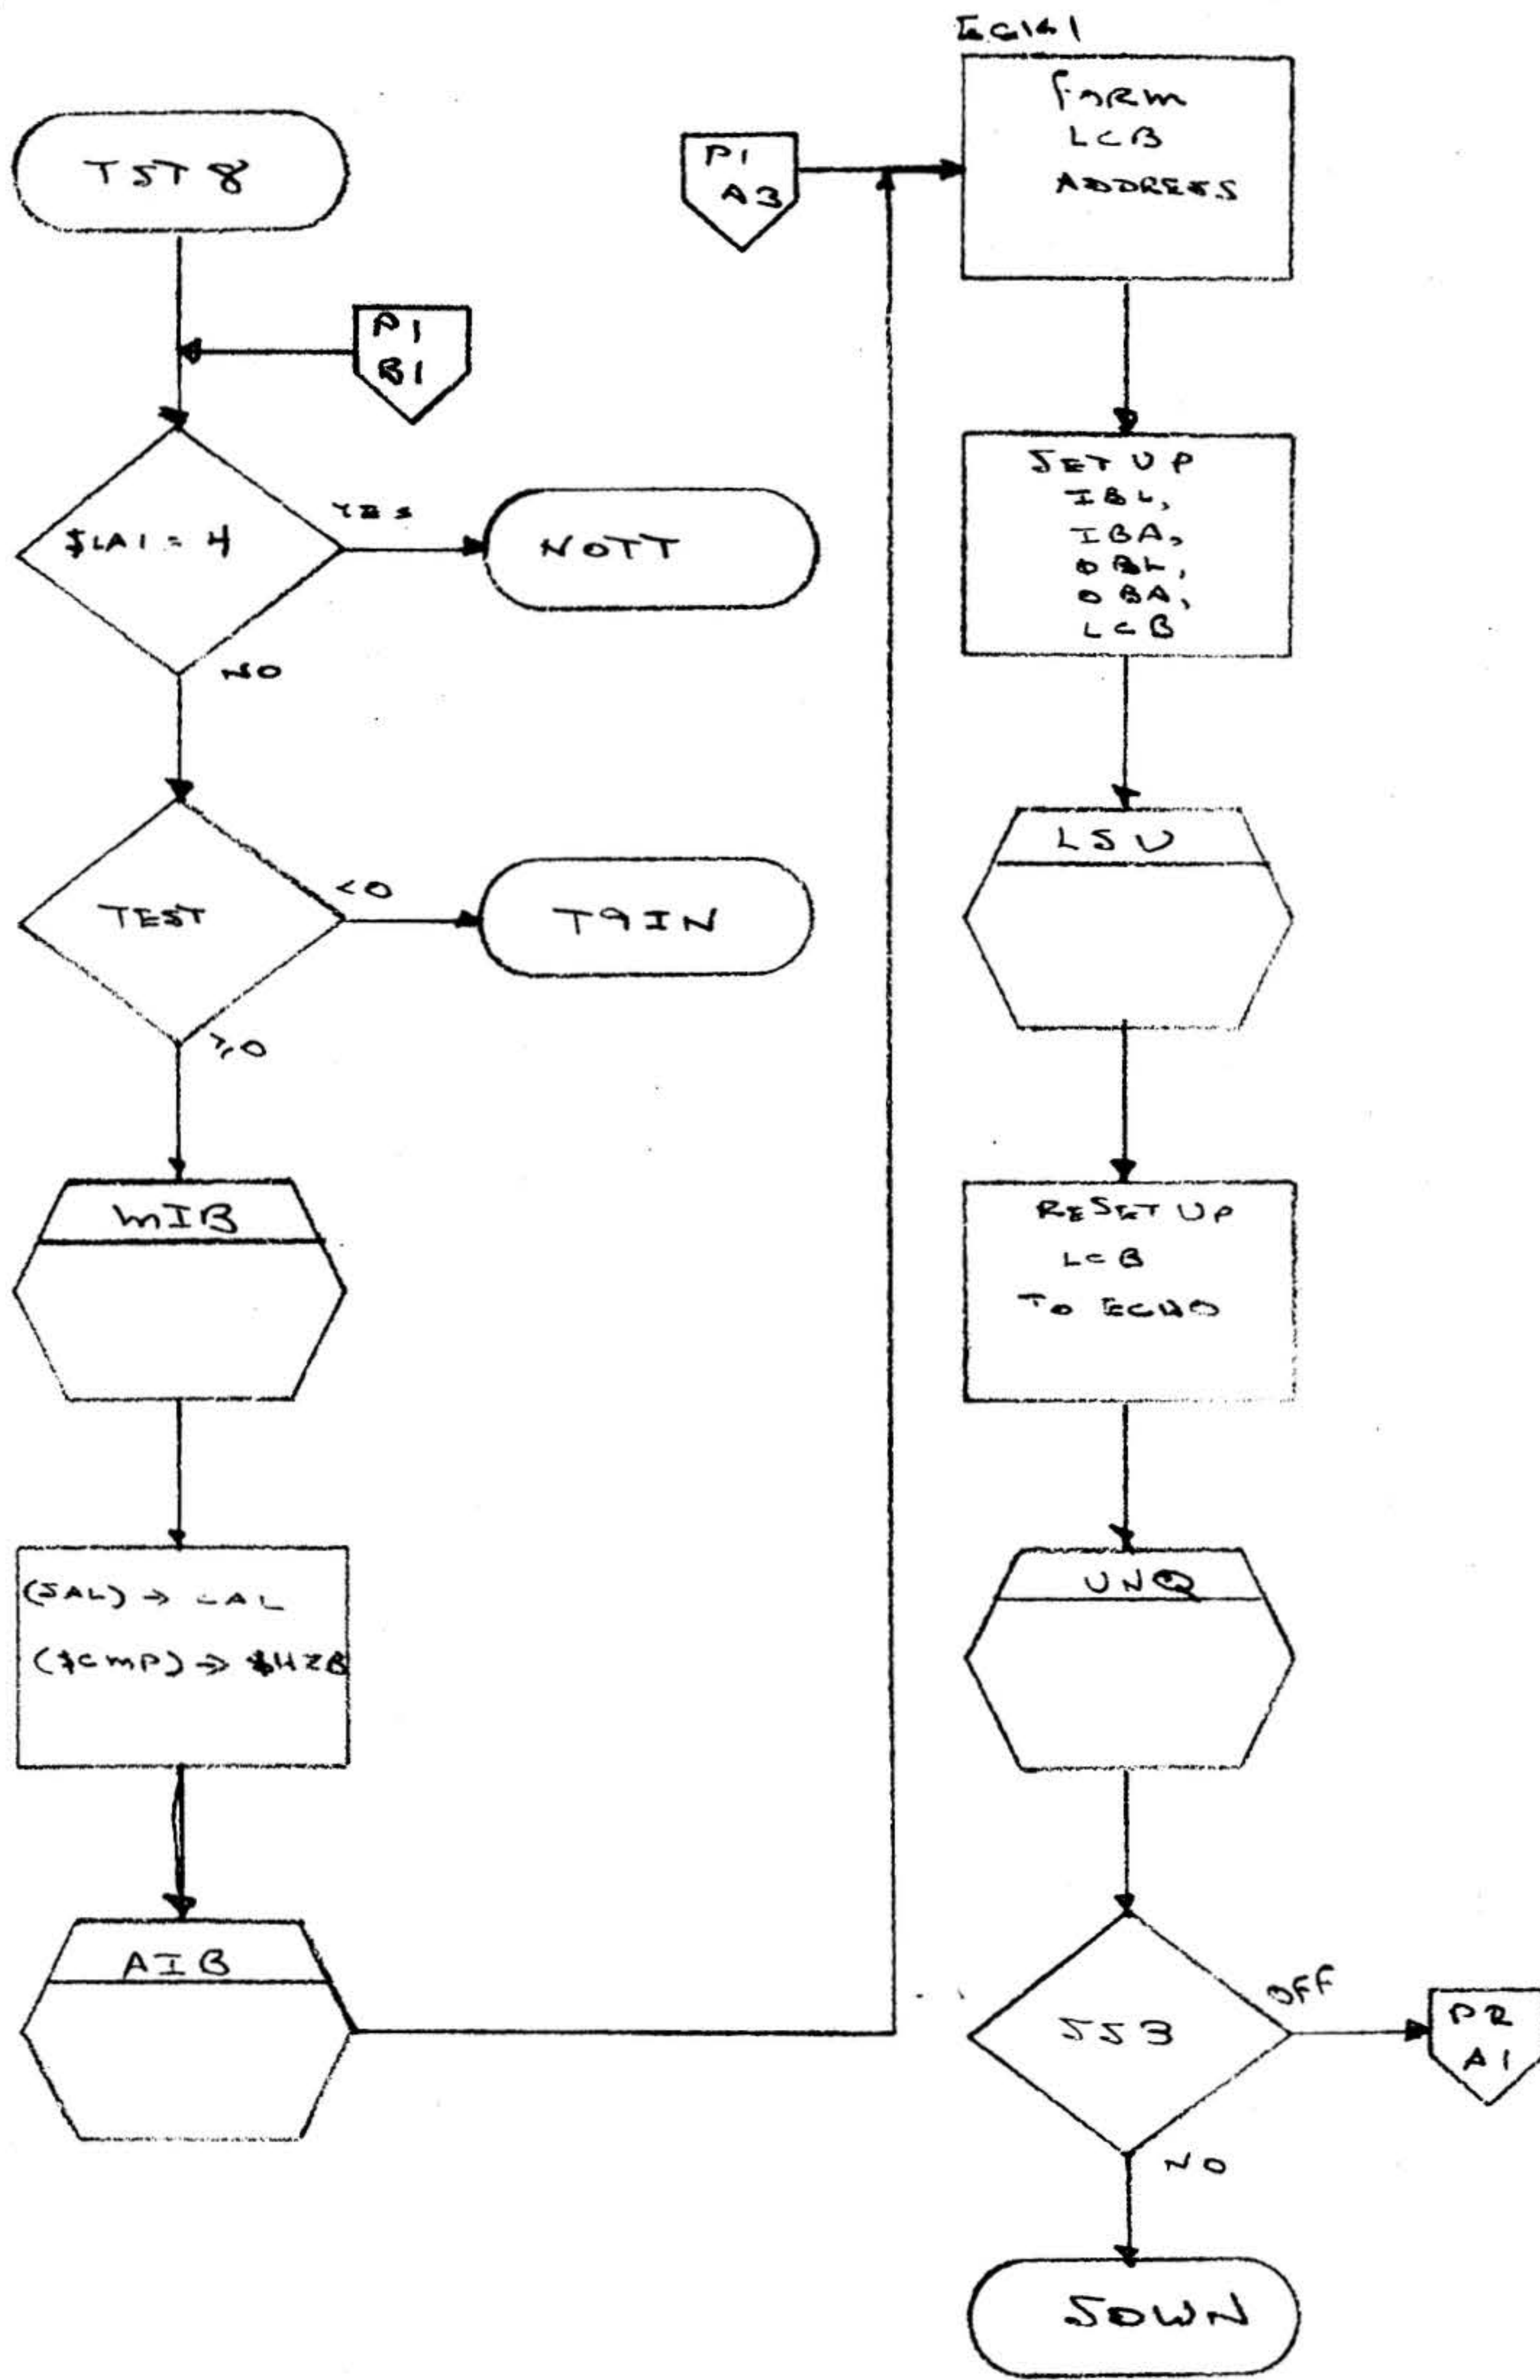 TST 8
P1
B1
$LA1 = 4
YES
NOTT
NO
TEST
<0
T9IN
≥0
MIB
(SAL) → LAL
($CMP) → $HZB
AIB
P1
A3
FORM
LCB
ADDRESS
SET UP
IBL,
IBA,
OBL,
OBA,
LCB
LSU
RESET UP
LCB
TO ECHO
UNQ
SS3
OFF
PR
A1
NO
SDWN